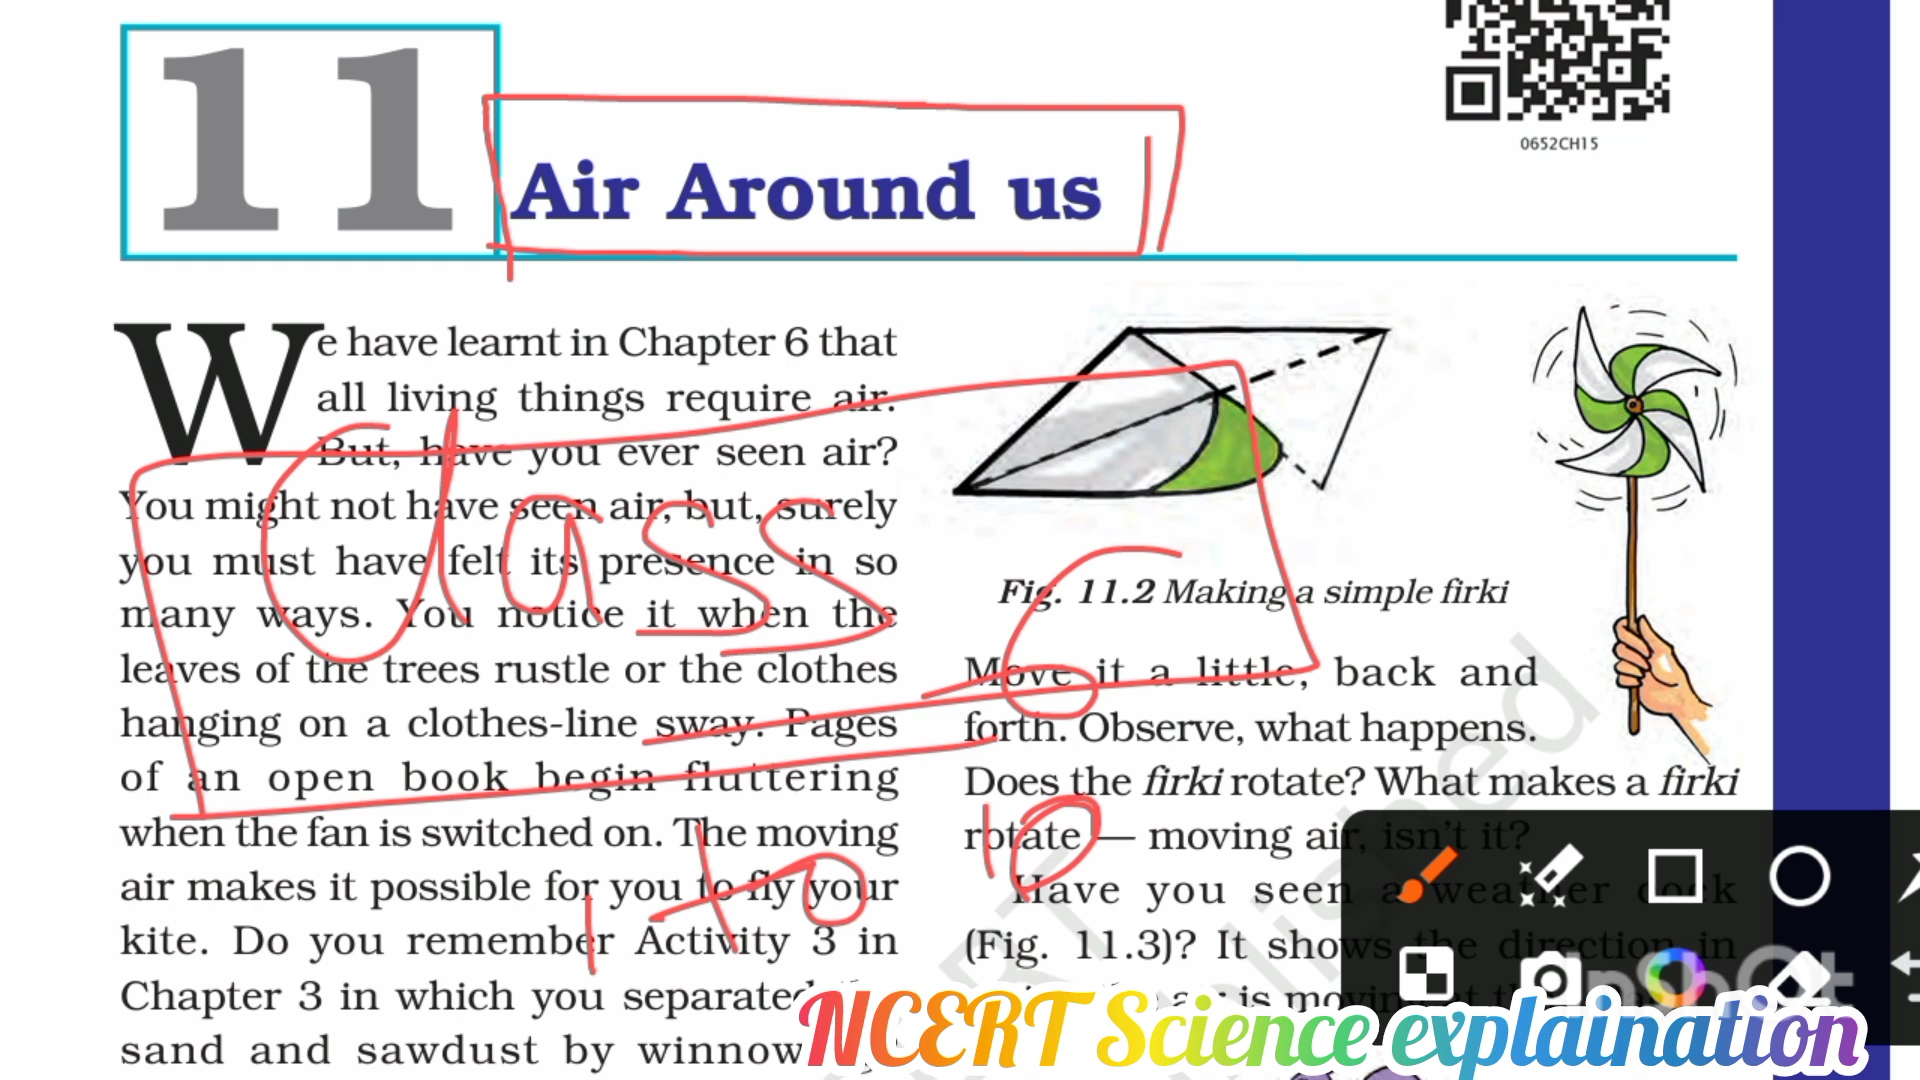 11
Air Around us
0652CH15
We have learnt in Chapter 6 that
all living things require air.
But, have you ever seen air?
You might not have seen air, but, surely
you must have felt its presence in so
many ways. You notice it when the
leaves of the trees rustle or the clothes
hanging on a clothes-line sway. Pages
of an open book begin fluttering
when the fan is switched on. The moving
air makes it possible for you to fly your
kite. Do you remember Activity 3 in
Chapter 3 in which you separated
sand and sawdust by winnow
Class 6
1 to 10
Fig. 11.2 Making a simple firki
Move it a little, back and
forth. Observe, what happens.
Does the firki rotate? What makes a firki
rotate — moving air, isn't it?
Have you seen a weather cock
(Fig. 11.3)? It shows the direction in
air is moving at
NCERT Science explaination